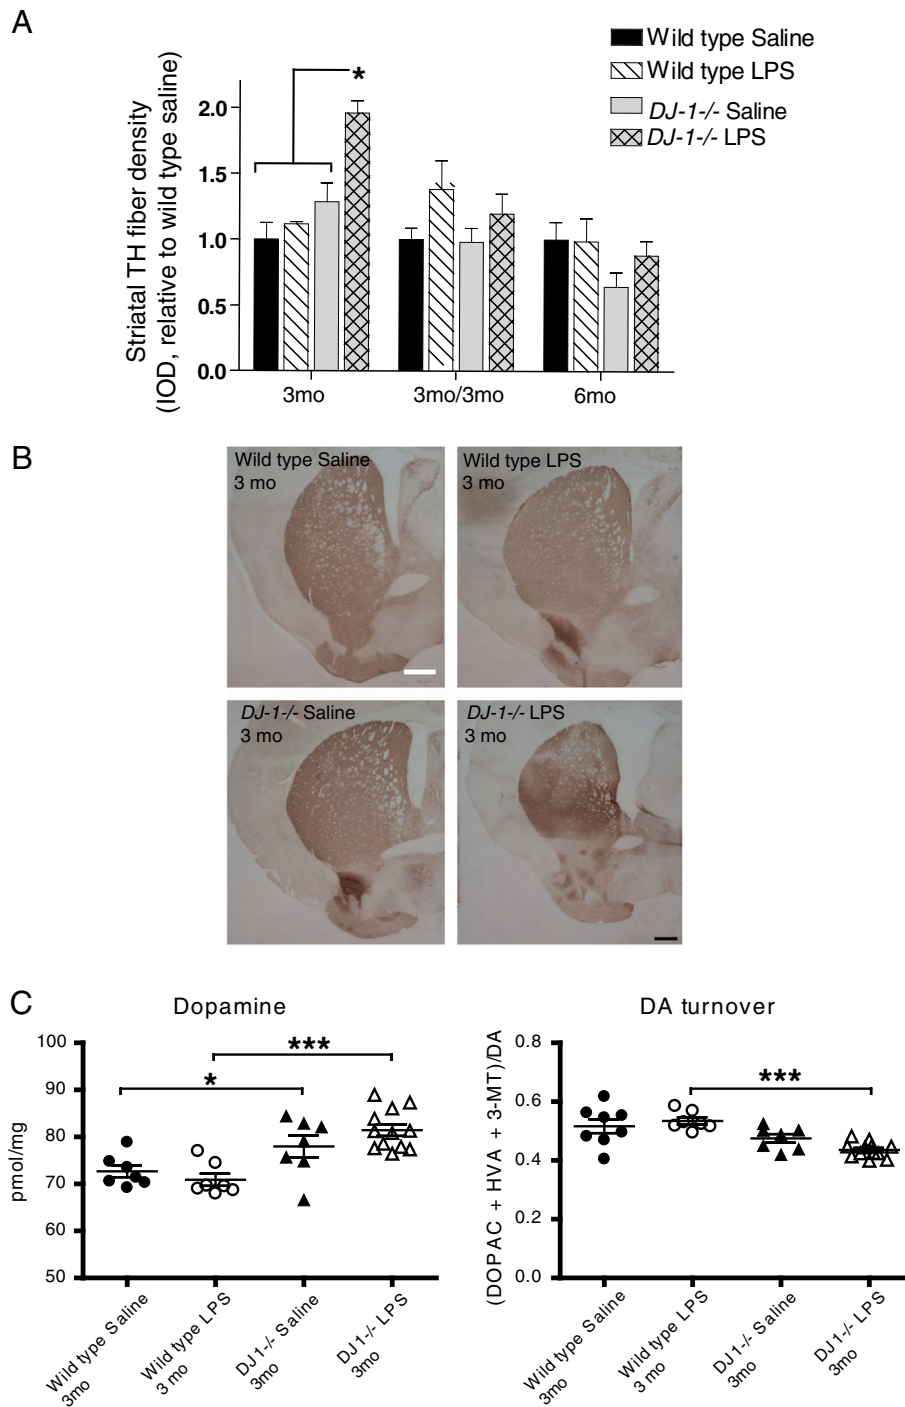 A
Wild type Saline
Wild type LPS
DJ-1-/- Saline
DJ-1-/- LPS
Striatal TH fiber density
(IOD, relative to wild type saline)
*
2.0
1.5
1.0
0.5
0.0
3mo
3mo/3mo
6mo
B
Wild type Saline
3 mo
Wild type LPS
3 mo
DJ-1-/- Saline
3 mo
DJ-1-/- LPS
3 mo
C
Dopamine
pmol/mg
100
90
80
70
60
50
*
***
Wild type Saline
3mo
Wild type LPS
3 mo
DJ1-/- Saline
3mo
DJ1-/- LPS
3mo
DA turnover
(DOPAC + HVA + 3-MT)/DA
0.8
0.6
0.4
0.2
0.0
***
Wild type Saline
3mo
Wild type LPS
3 mo
DJ1-/- Saline
3mo
DJ1-/- LPS
3mo